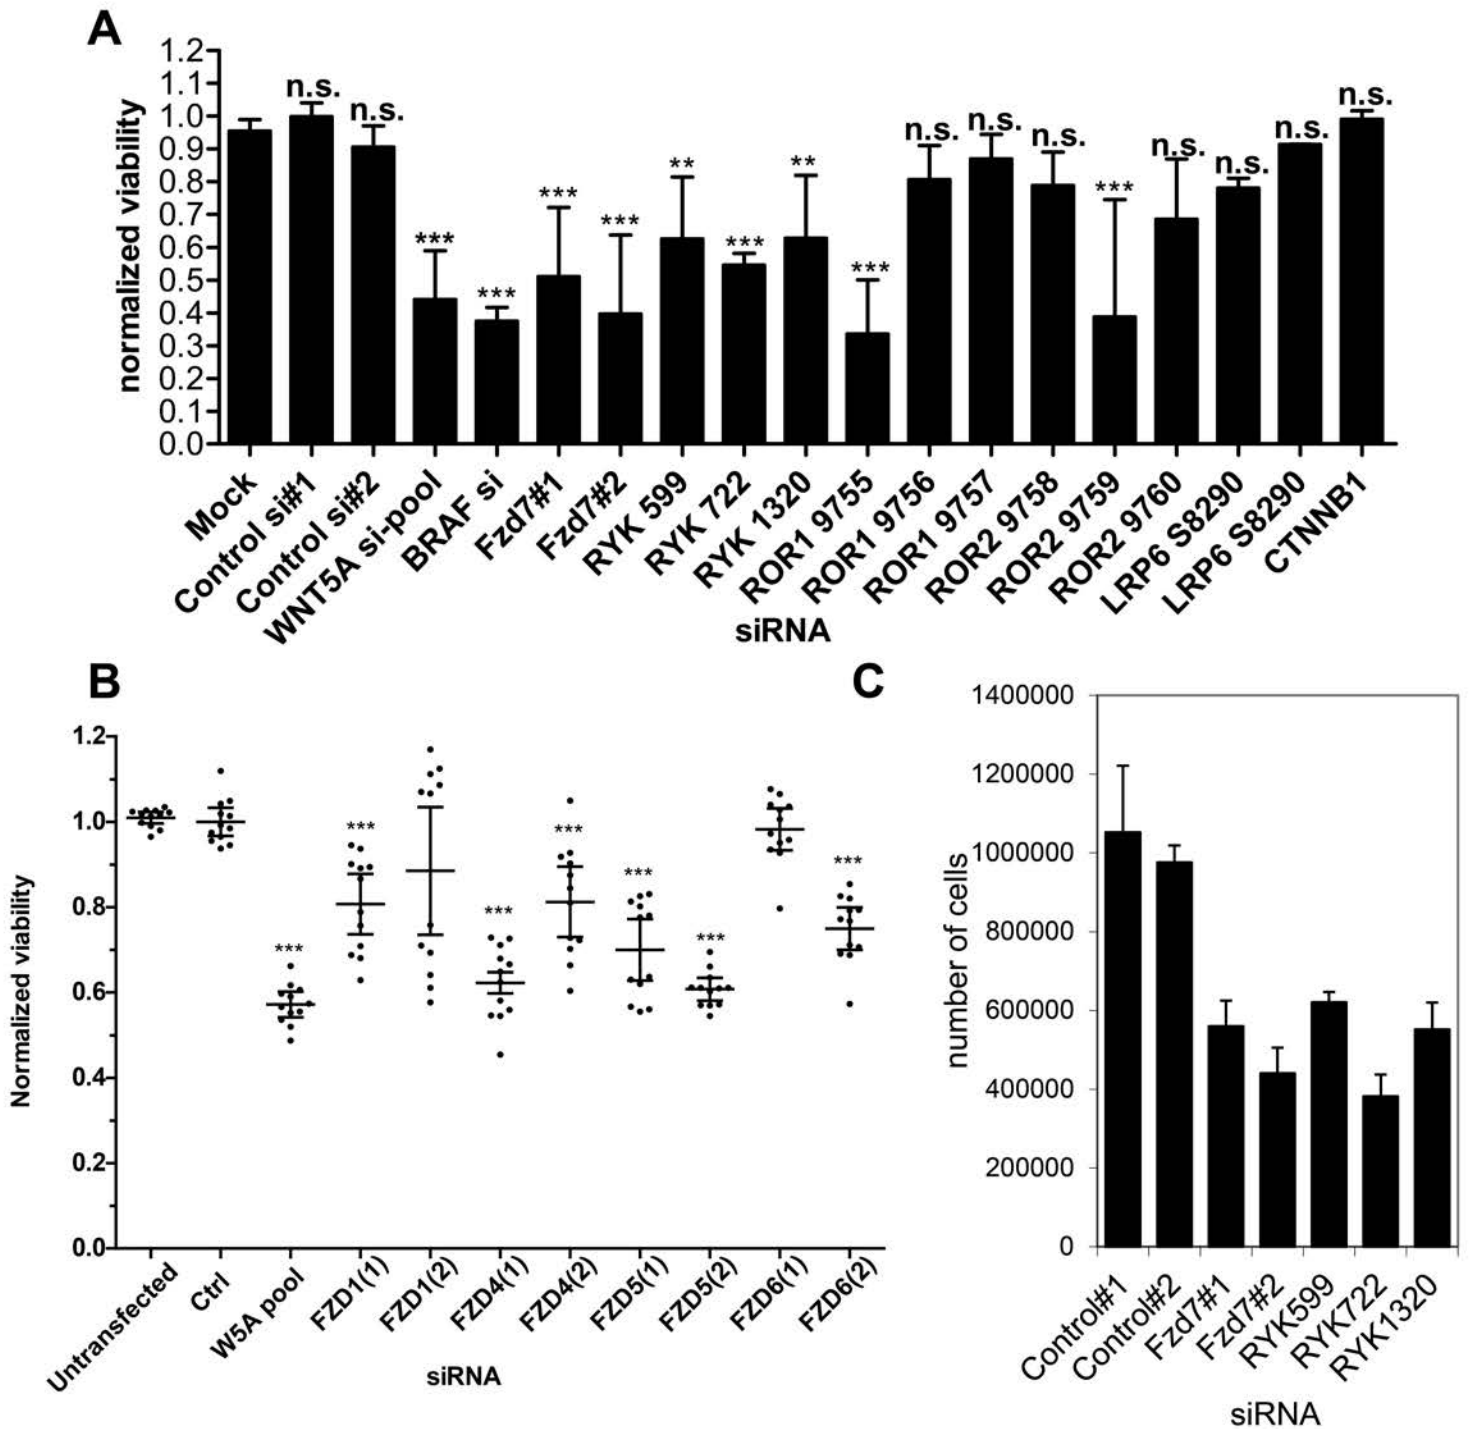 A
1.2
1.1
1.0
0.9
0.8
0.7
0.6
0.5
0.4
0.3
0.2
0.1
0.0
normalized viability
n.s.
n.s.
***
***
***
***
**
***
**
***
n.s.
n.s.
n.s.
***
n.s.
n.s.
n.s.
n.s.
Mock
Control si#1
Control si#2
WNT5A si-pool
BRAF si
Fzd7#1
Fzd7#2
RYK 599
RYK 722
RYK 1320
ROR1 9755
ROR1 9756
ROR1 9757
ROR2 9758
ROR2 9759
ROR2 9760
LRP6 S8290
LRP6 S8290
CTNNB1
siRNA
B
1.2
1.0
0.8
0.6
0.4
0.2
0.0
Normalized viability
***
***
***
***
***
***
***
Untransfected
Ctrl
W5A pool
FZD1(1)
FZD1(2)
FZD4(1)
FZD4(2)
FZD5(1)
FZD5(2)
FZD6(1)
FZD6(2)
siRNA
C
1400000
1200000
1000000
800000
600000
400000
200000
0
number of cells
Control#1
Control#2
Fzd7#1
Fzd7#2
RYK599
RYK722
RYK1320
siRNA